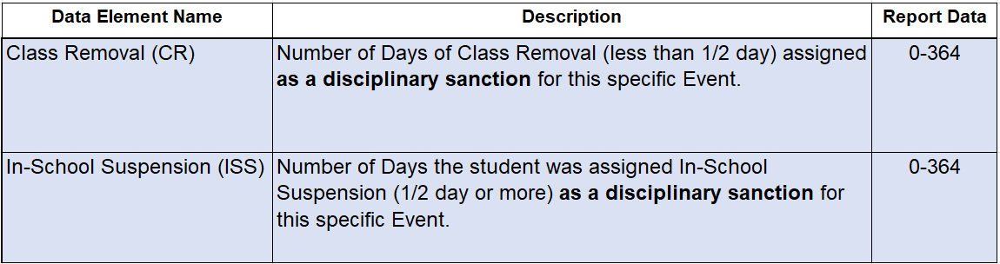 Data Element Name Description Report Data
Class Removal (CR) Number of Days of Class Removal (less than 1/2 day) assigned 0-364
as a disciplinary sanction for this specific Event.
In-School Suspension (ISS) Number of Days the student was assigned In-School 0-364
Suspension (1/2 day or more) as a disciplinary sanction for
this specific Event.